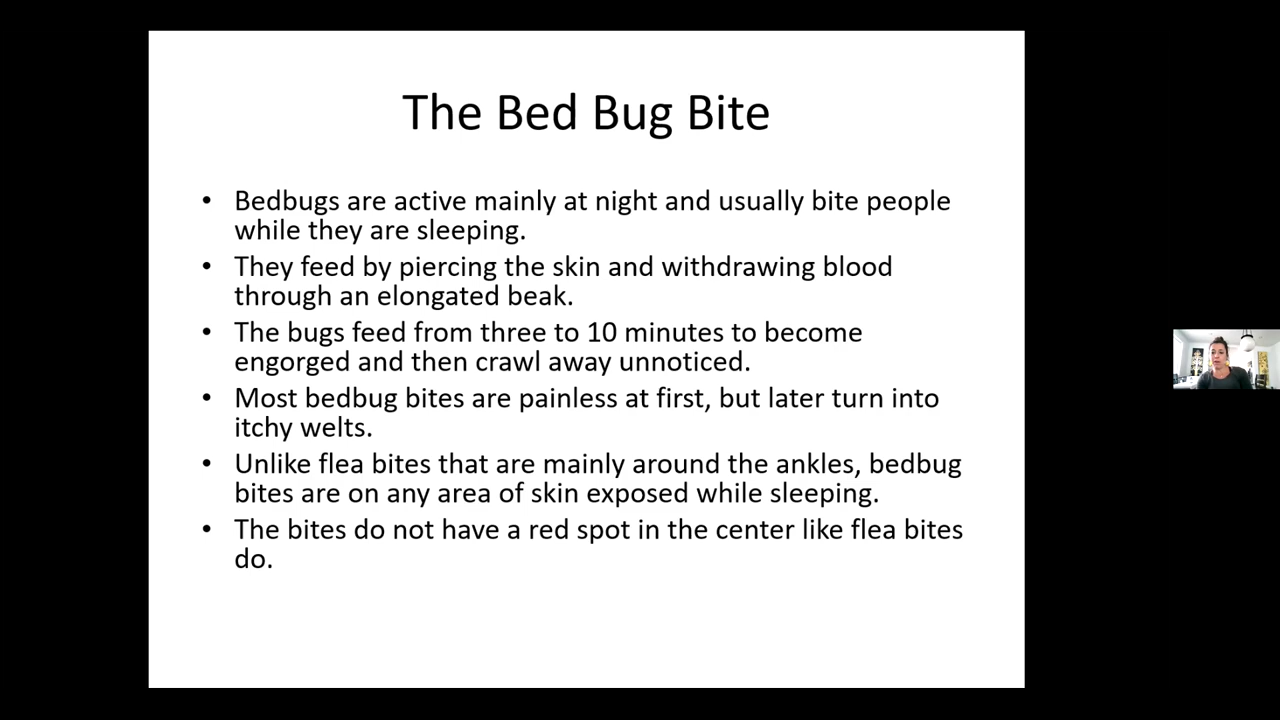 The Bed Bug Bite
• Bedbugs are active mainly at night and usually bite people
while they are sleeping.
• They feed by piercing the skin and withdrawing blood
through an elongated beak.
• The bugs feed from three to 10 minutes to become
engorged and then crawl away unnoticed.
• Most bedbug bites are painless at first, but later turn into
itchy welts.
• Unlike flea bites that are mainly around the ankles, bedbug
bites are on any area of skin exposed while sleeping.
• The bites do not have a red spot in the center like flea bites
do.